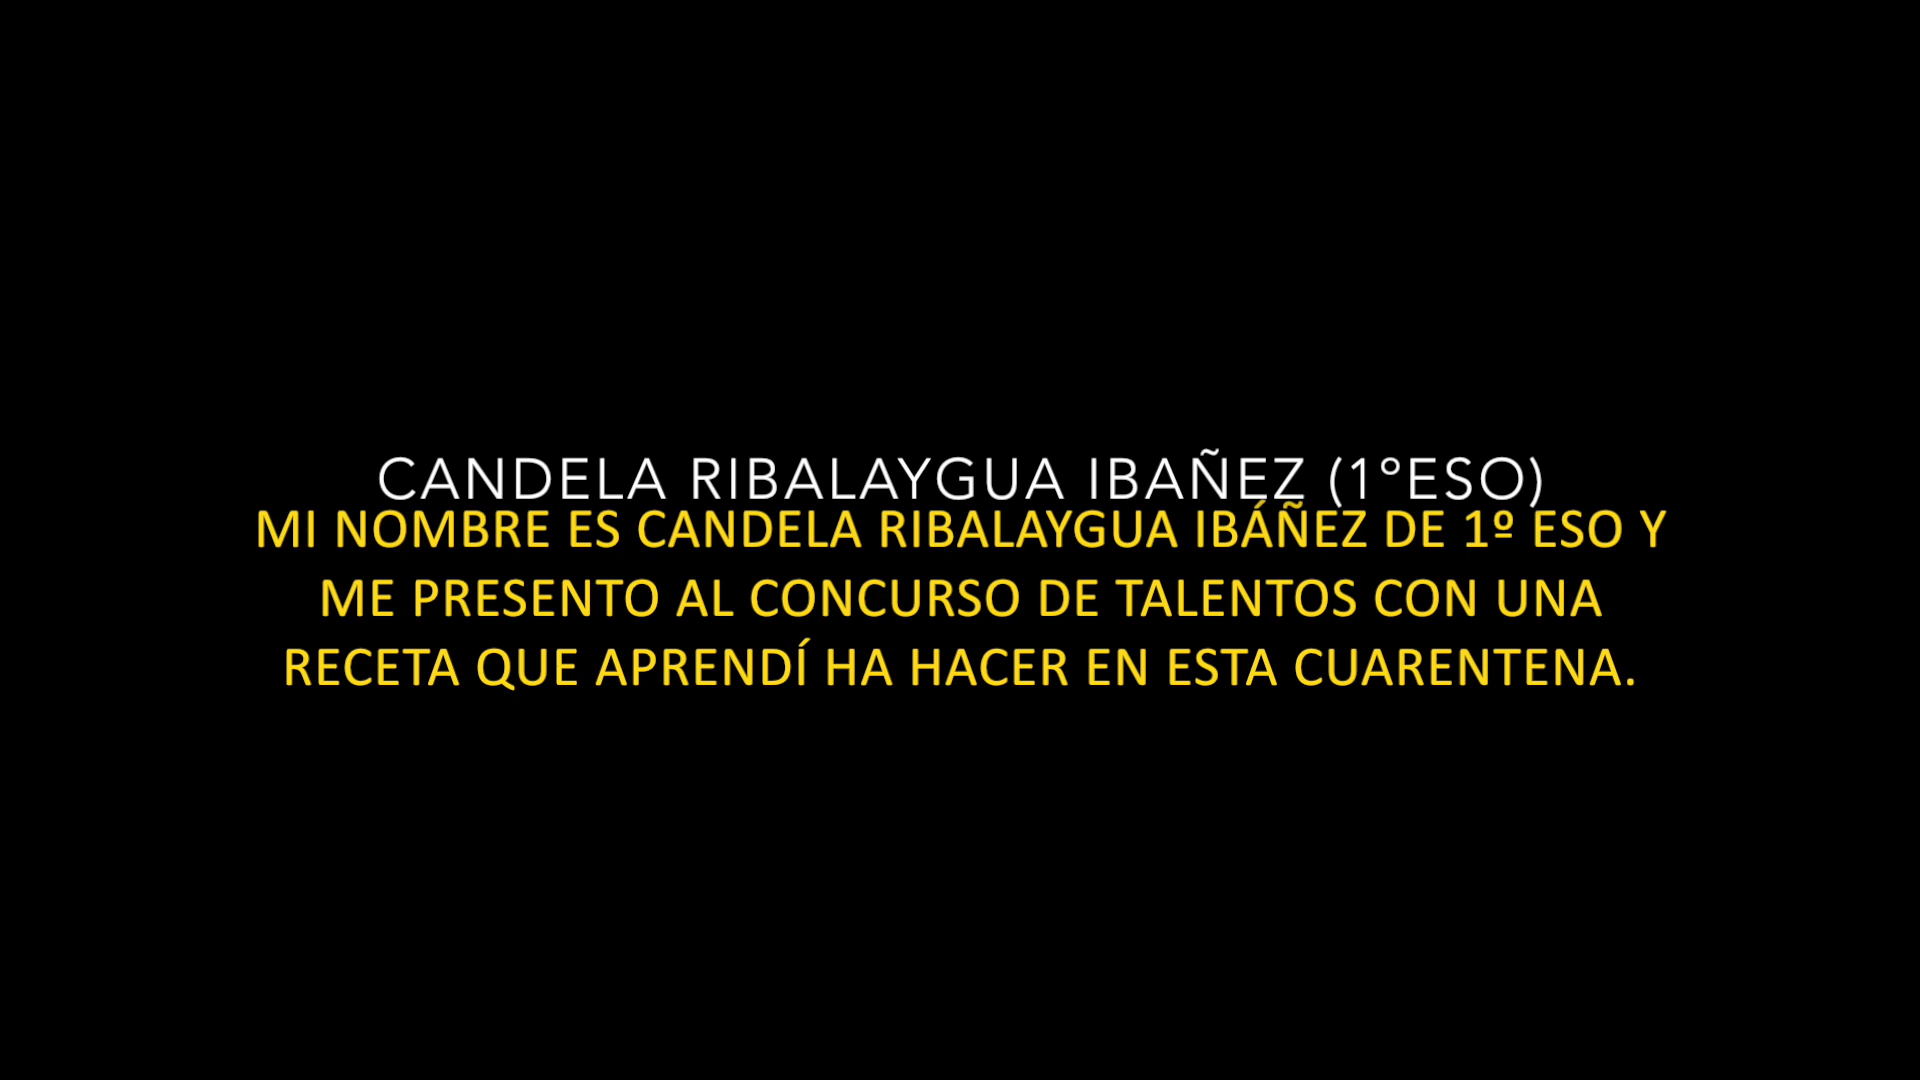 CANDELA RIBALAYGUA IBAÑEZ (1°ESO)
MI NOMBRE ES CANDELA RIBALAYGUA IBÁÑEZ DE 1º ESO Y
ME PRESENTO AL CONCURSO DE TALENTOS CON UNA
RECETA QUE APRENDÍ HA HACER EN ESTA CUARENTENA.